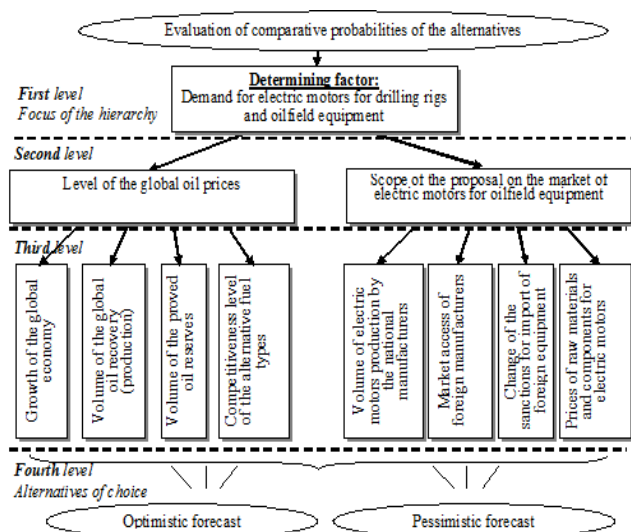 Evaluation of comparative probabilities of the alternatives
First level
Focus of the hierarchy
Determining factor:
Demand for electric motors for drilling rigs
and oilfield equipment
Second level
Level of the global oil prices
Scope of the proposal on the market of
electric motors for oilfield equipment
Third level
Growth of the global
economy
Volume of the global
oil recovery
(production)
Volume of the proved
oil reserves
Competitiveness level
of the alternative fuel
types
Volume of electric
motors production by
the national
manufacturers
Market access of
foreign manufacturers
Change of the
sanctions for import of
foreign equipment
Prices of raw materials
and components for
electric motors
Fourth level
Alternatives of choice
Optimistic forecast
Pessimistic forecast